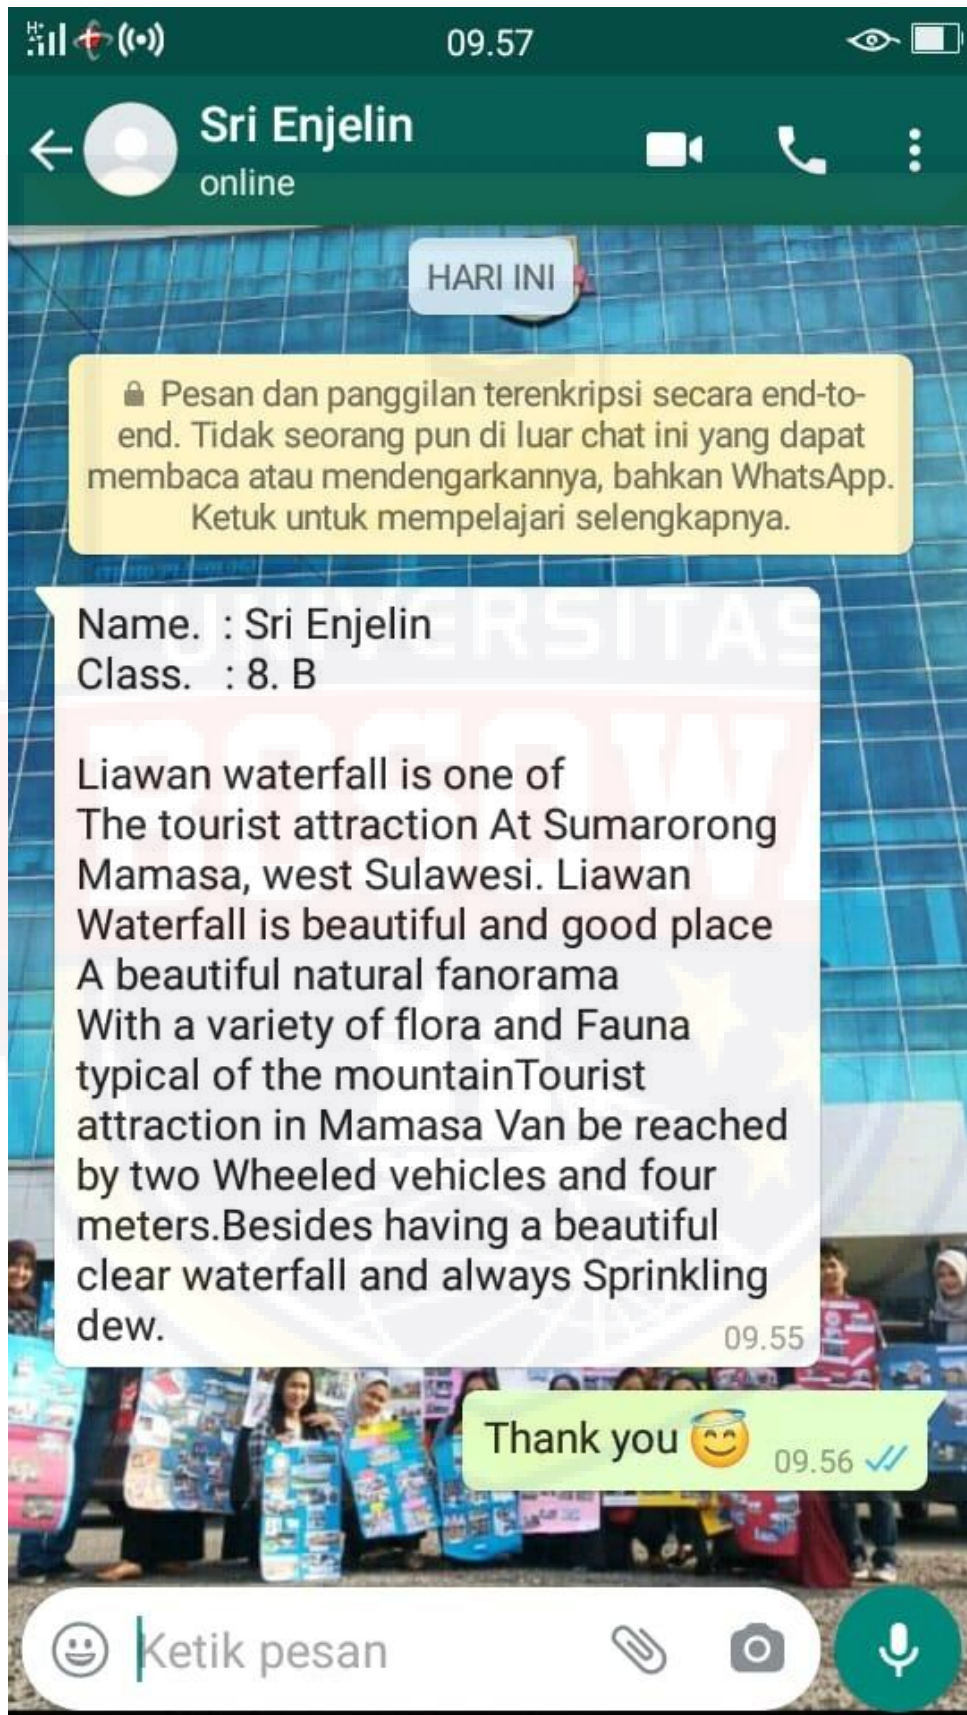 09.57
Sri Enjelin
online
HARI INI
Pesan dan panggilan terenkripsi secara end-to-
end. Tidak seorang pun di luar chat ini yang dapat
membaca atau mendengarkannya, bahkan WhatsApp.
Ketuk untuk mempelajari selengkapnya.
UNIVERSITAS
Name. : Sri Enjelin
Class. : 8. B
BOSOWA
Liawan waterfall is one of
The tourist attraction At Sumarorong
Mamasa, west Sulawesi. Liawan
Waterfall is beautiful and good place
A beautiful natural fanorama
With a variety of flora and Fauna
typical of the mountainTourist
attraction in Mamasa Van be reached
by two Wheeled vehicles and four
meters.Besides having a beautiful
clear waterfall and always Sprinkling
dew.
09.55
Thank you
09.56
Ketik pesan